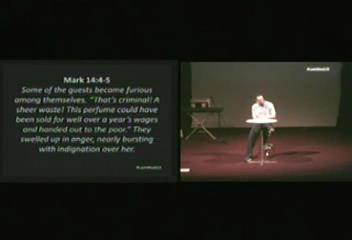 Mark 14:4-5
Some of the guests became furious
among themselves. "That's criminal! A
sheer waste! This perfume could have
been sold for well over a year's wages
and handed out to the poor." They
swelled up in anger, nearly bursting
with indignation over her.